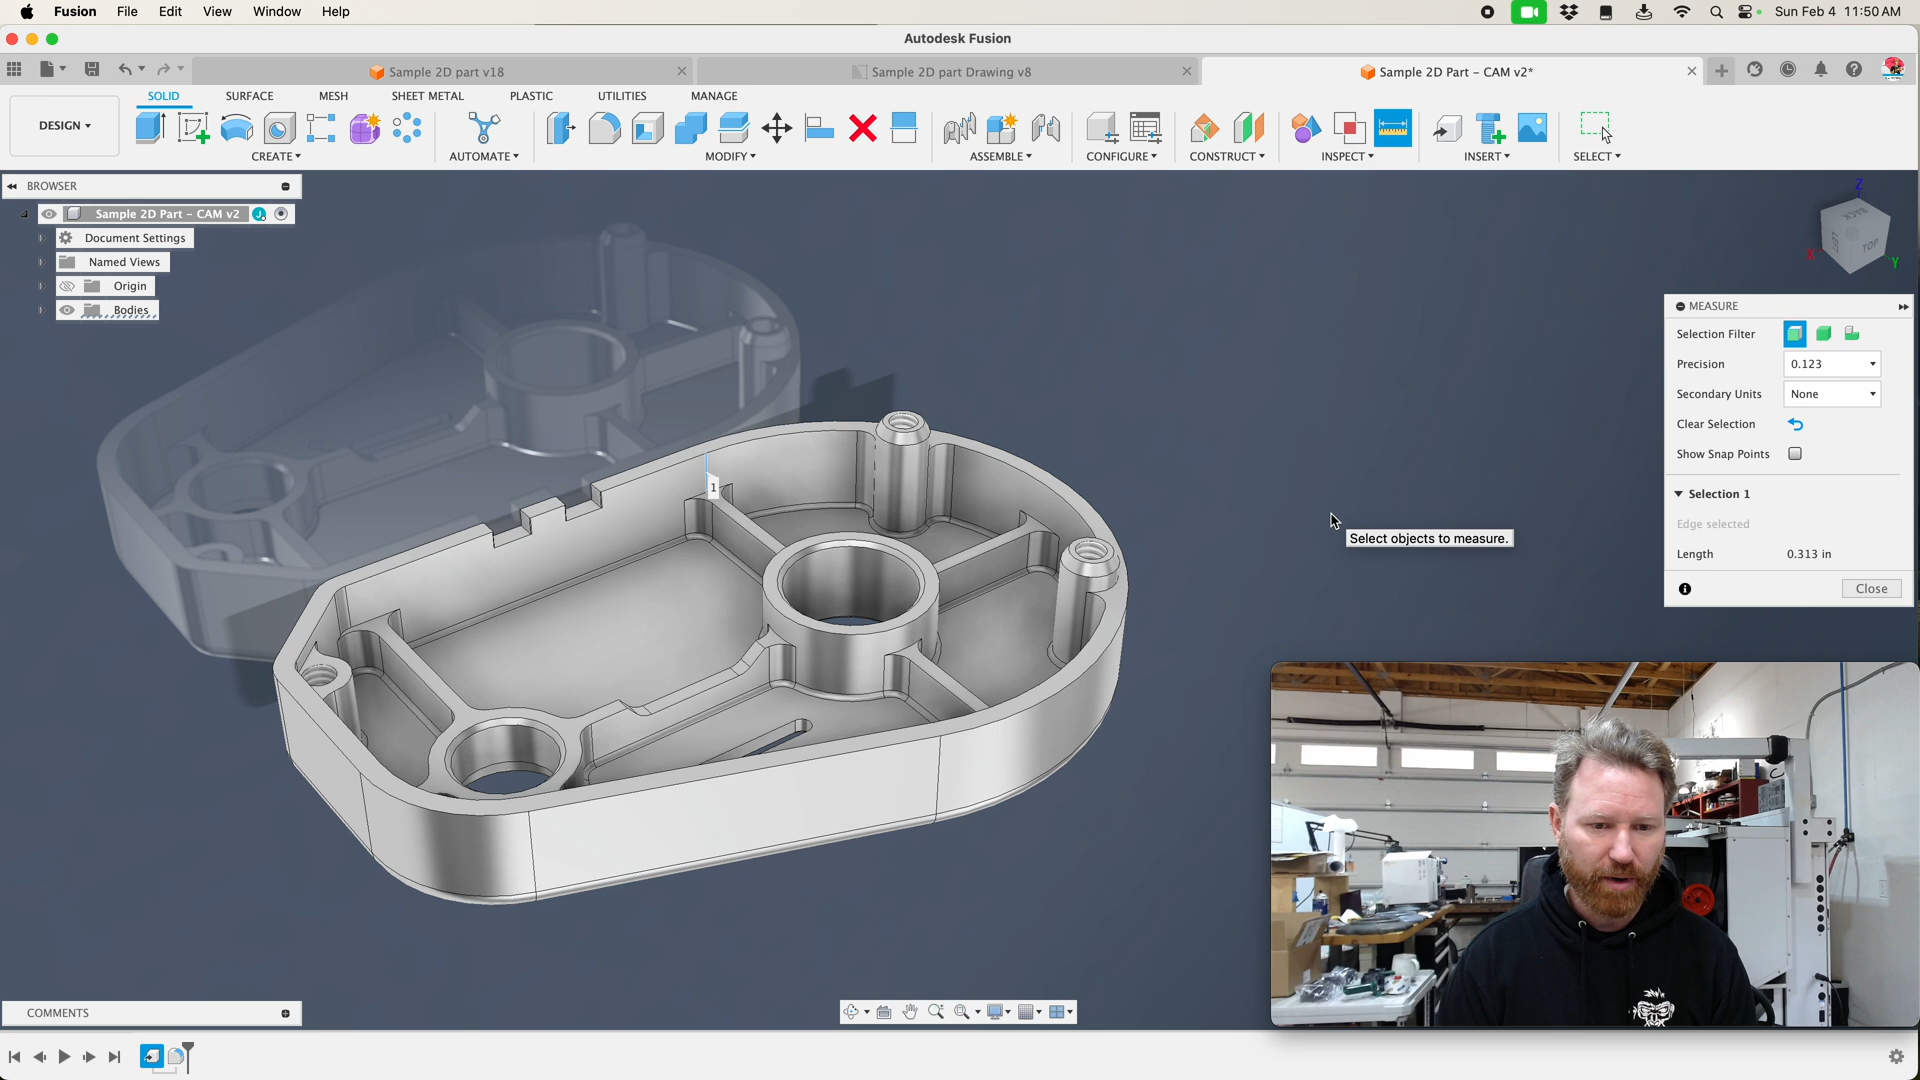 Fusion File Edit View Window Help Sun Feb 4 11:50 AM
Autodesk Fusion
Sample 2D part v18 Sample 2D part Drawing v8 Sample 2D Part - CAM v2*
SOLID SURFACE MESH SHEET METAL PLASTIC UTILITIES MANAGE
DESIGN
CREATE AUTOMATE MODIFY ASSEMBLE CONFIGURE CONSTRUCT INSPECT INSERT SELECT
BROWSER
Sample 2D Part - CAM v2
Document Settings
Named Views
Origin
Bodies
Z
BACK
LEFT
TOP
X
Y
MEASURE
Selection Filter
Precision 0.123
Secondary Units None
Clear Selection
Show Snap Points
Selection 1
Edge selected
Length 0.313 in
Close
1
Select objects to measure.
COMMENTS